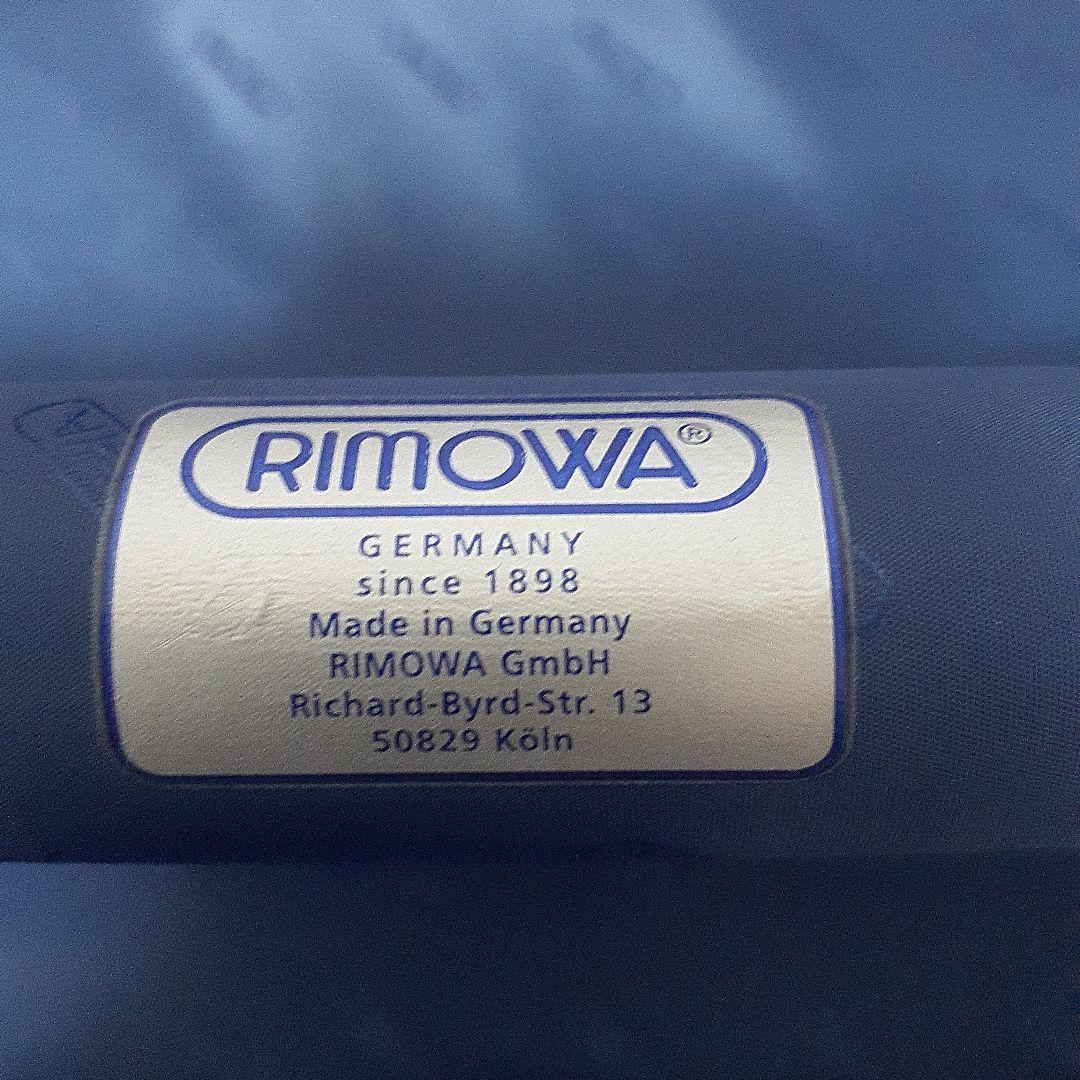 RIMOWA®
GERMANY
since 1898
Made in Germany
RIMOWA GmbH
Richard-Byrd-Str. 13
50829 Köln